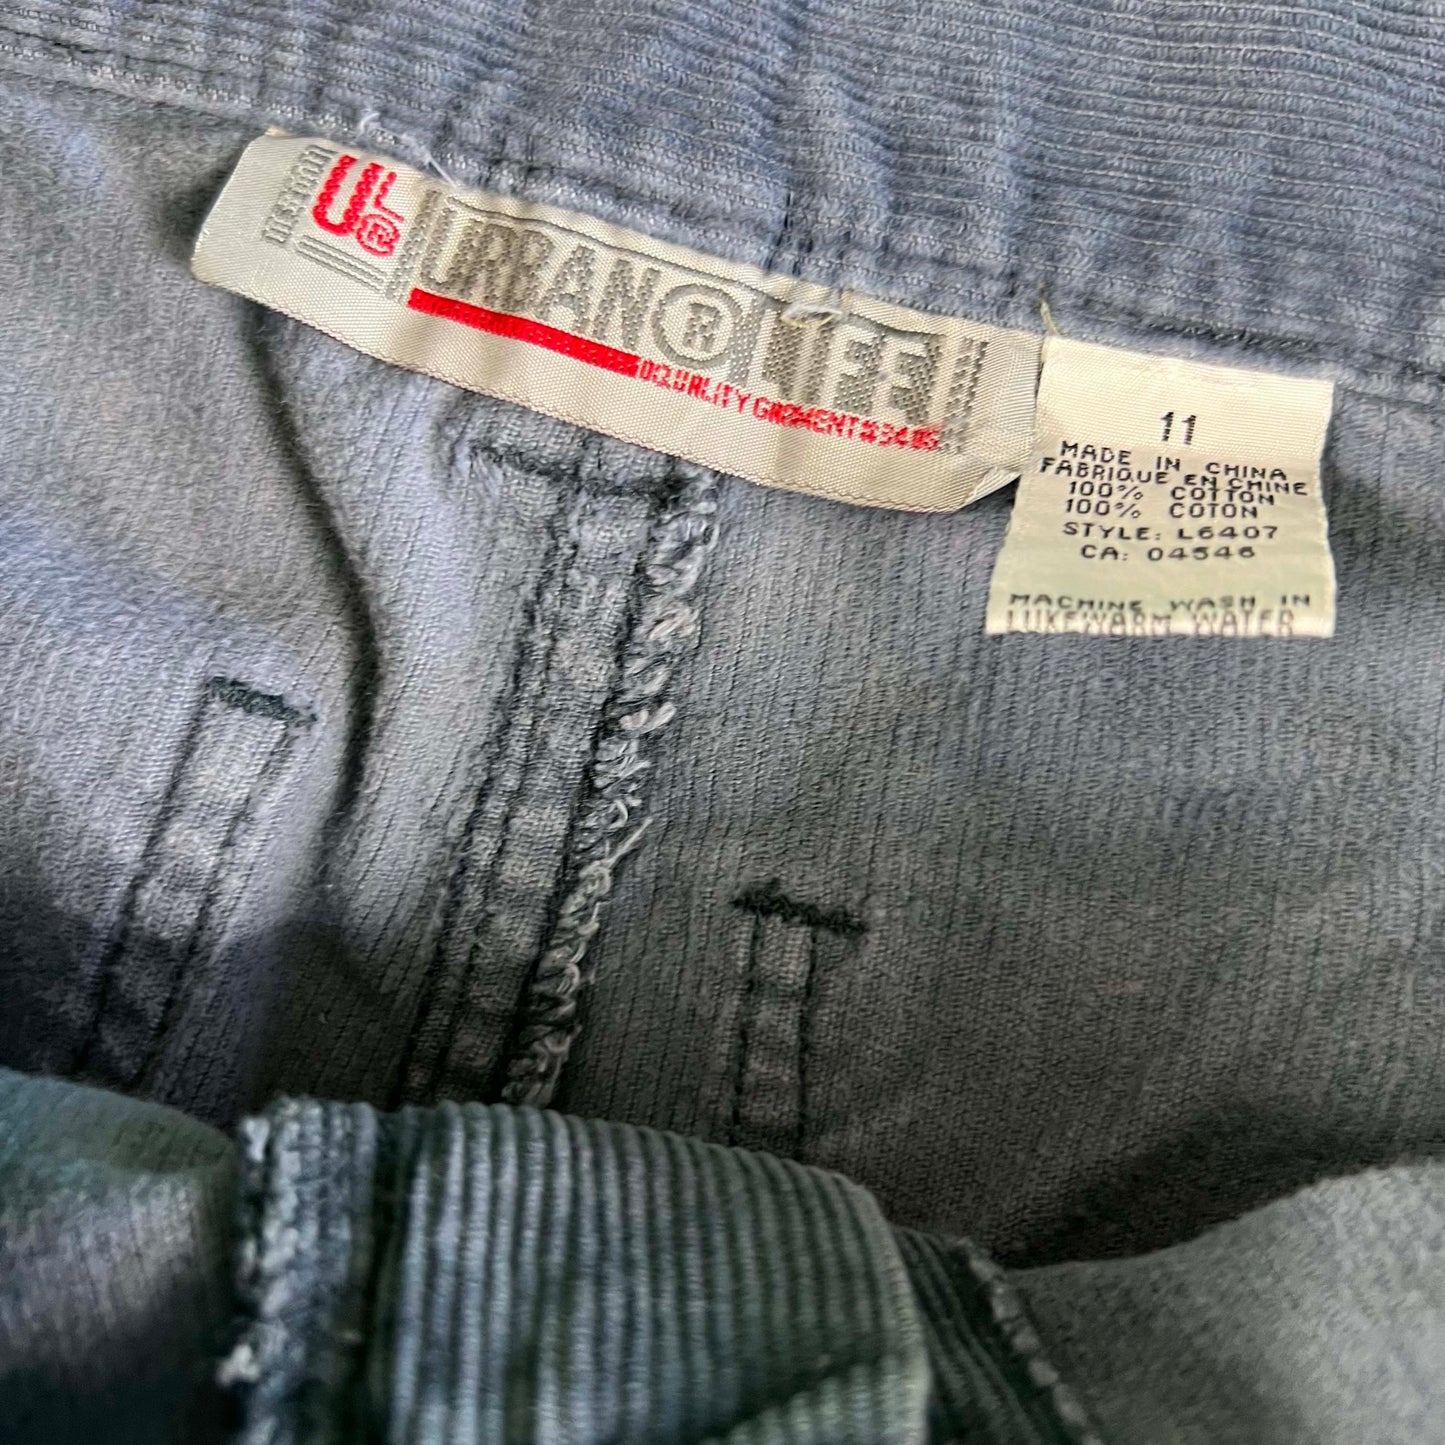 UL®
URBAN®LIFE
QUALITY GARMENT
11
MADE IN CHINA
FABRIQUE EN CHINE
100% COTTON
100% COTON
STYLE: L6407
CA: 04546
MACHINE WASH IN
LUKEWARM WATER